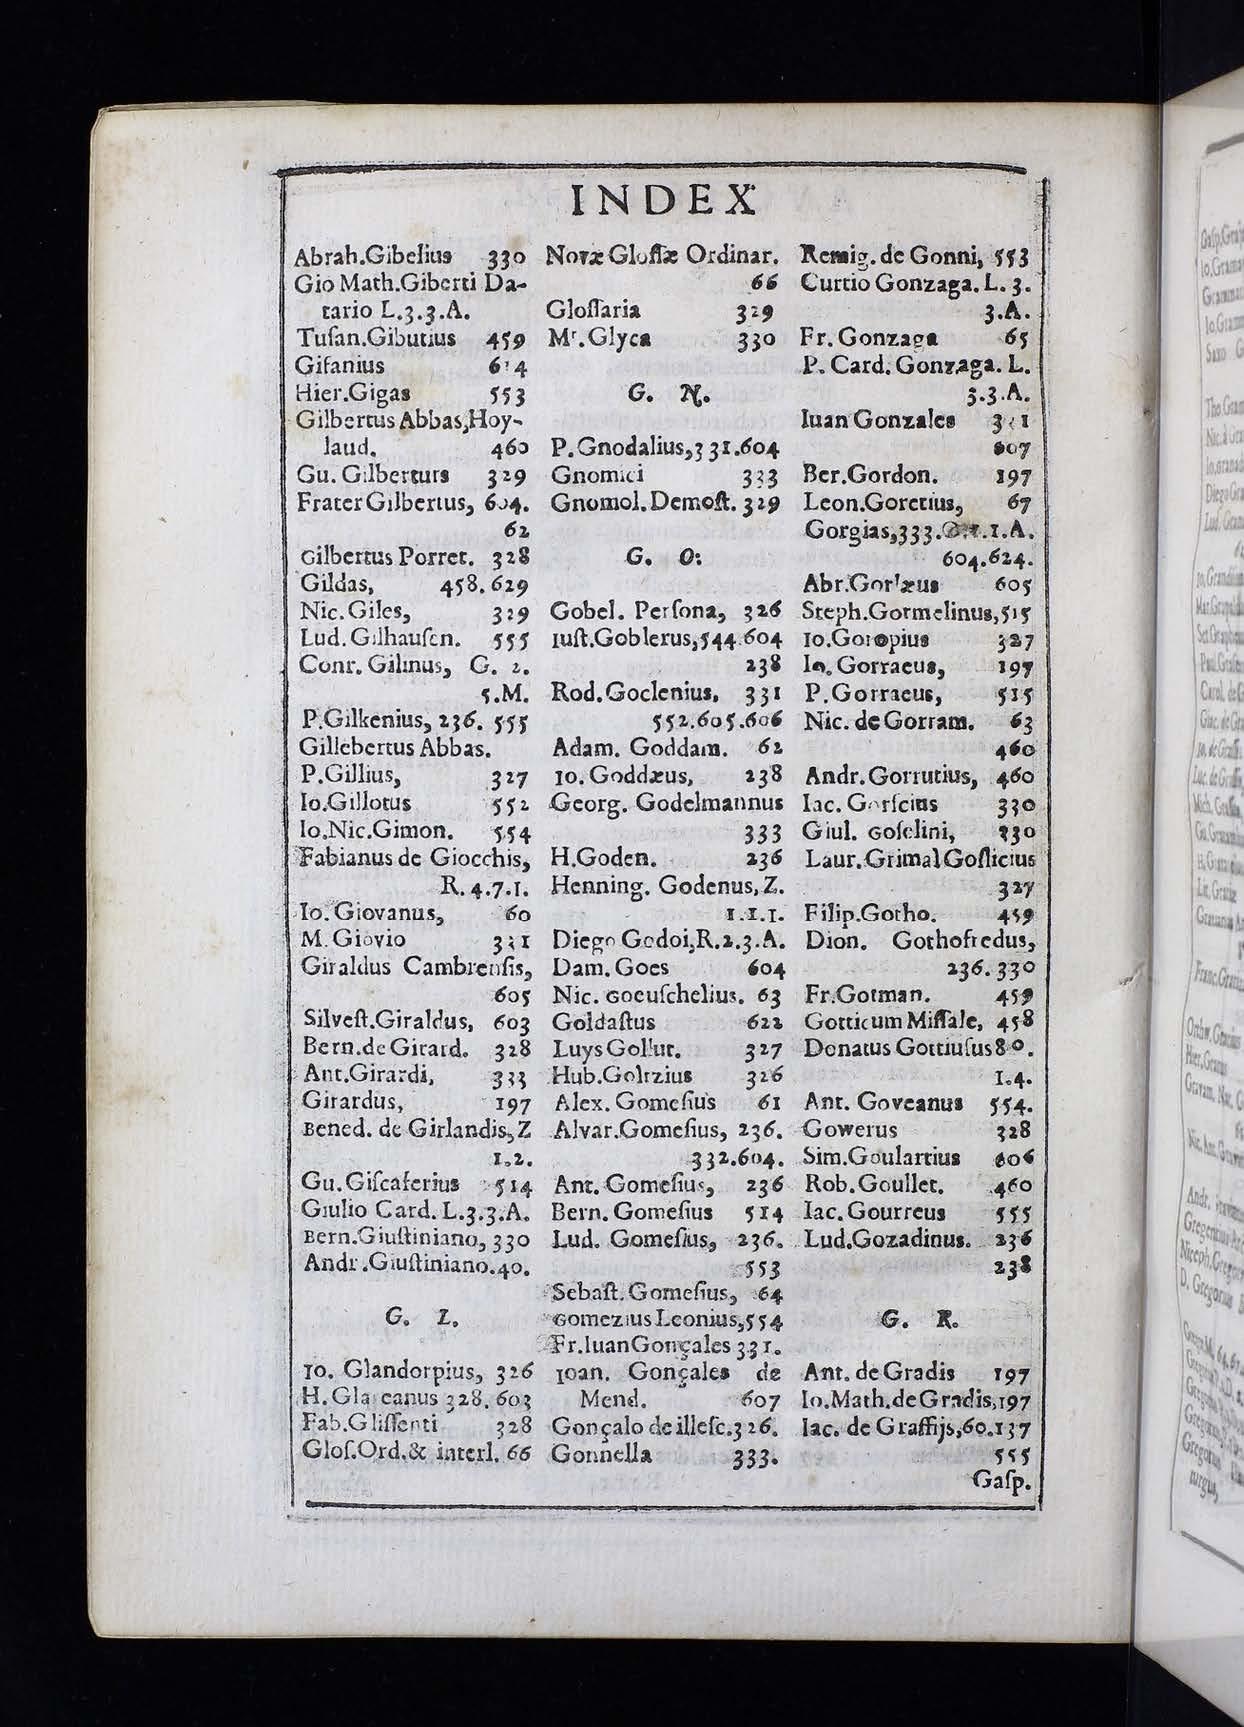 INDEX
Abrah.Gibelius 330
Gio Math.Giberti Da-
tario L.3.3.A.
Tuſan.Gibutius 459
Gifanius 614
Hier.Gigas 553
Gilbertus Abbas,Hoy-
laud. 460
Gu. Gilberturs 329
Frater Gilbertus, 604.
62
Gilbertus Porret. 328
Gildas, 458.629
Nic.Giles, 329
Lud.Gilhauſen. 555
Conr. Gilinus, G. 2.
5.M.
P.Gilkenius, 236. 555
Gillebertus Abbas.
P.Gillius, 327
Io.Gillotus 552
Io.Nic.Gimon. 554
Fabianus de Giocchis,
R.4.7.1.
Io.Giovanus, 60
M.Giovio 331
Giraldus Cambrenſis,
605
Silveſt.Giraldus, 603
Bern.de Girard. 328
Ant.Girardi, 333
Girardus, 197
Bened. de Girlandis,Z
1.2.
Gu.Giſcaferius 514
Giulio Card. L.3.3.A.
Bern.Giuſtiniano, 330
Andr.Giuſtiniano.40.
G. L.
Io. Glandorpius, 326
H.Gla eanus 328.603
Fab.Gliſſenti 328
Gloſ.Ord.& interl. 66
Novæ Gloſſæ Ordinar.
66
Gloſſaria 329
Mr.Glyca 330
G. N.
P.Gnodalius,331.604
Gnomici 333
Gnomol.Demoſt. 329
G. O:
Gobel. Perſona, 326
Iuſt.Goblerus,544.604
238
Rod.Goclenius, 331
552.605.606
Adam. Goddam. 62
Io. Goddæus, 238
Georg. Godelmannus
333
H.Goden. 236
Henning. Godenus,Z.
1.1.1.
Diego Godoi,R.2.3.A.
Dam.Goes 604
Nic. Goeuſchelius. 63
Goldaſtus 622
Luys Gollut. 327
Hub.Goltzius 326
Alex. Gomeſius 61
Alvar.Gomeſius, 236.
332.604.
Ant. Gomeſius, 236
Bern. Gomeſius 514
Lud. Gomeſius, 236.
553
Sebaſt.Gomeſius, 64
Gomezius Leonius,554
Fr.Iuan Gonçales 331.
Ioan. Gonçales de
Mend. 607
Gonçalo de illeſc.326.
Gonnella 333.
Remig. de Gonni, 553
Curtio Gonzaga. L. 3.
3.A.
Fr. Gonzaga 65
P. Card. Gonzaga. L.
3.3.A.
Iuan Gonzales 331
607
Ber.Gordon. 197
Leon.Goretius, 67
Gorgias,333.
604.624.
Abr.Gorlæus 605
Steph.Gormelinus,515
Io.Goropius 327
Io. Gorraeus, 197
P.Gorraeus, 515
Nic. de Gorram. 63
460
Andr.Gorrutius, 460
Iac. Gorſcius 330
Giul. Goſelini, 330
Laur.Grimal Goſlicius
327
Filip.Gotho. 459
Dion. Gothofredus,
236.330
Fr.Gotman. 459
Gotticum Miſſale, 458
Donatus Gottiuſus 80.
1.4.
Ant. Goveanus 554.
Gowerus 328
Sim.Goulartius 606
Rob.Goullet. 460
Iac.Gourreus 555
Lud.Gozadinus. 236
238
G. R.
Ant. de Gradis 197
Io.Math.de Gradis,197
Iac. de Graffijs,60.137
555
Gaſp.